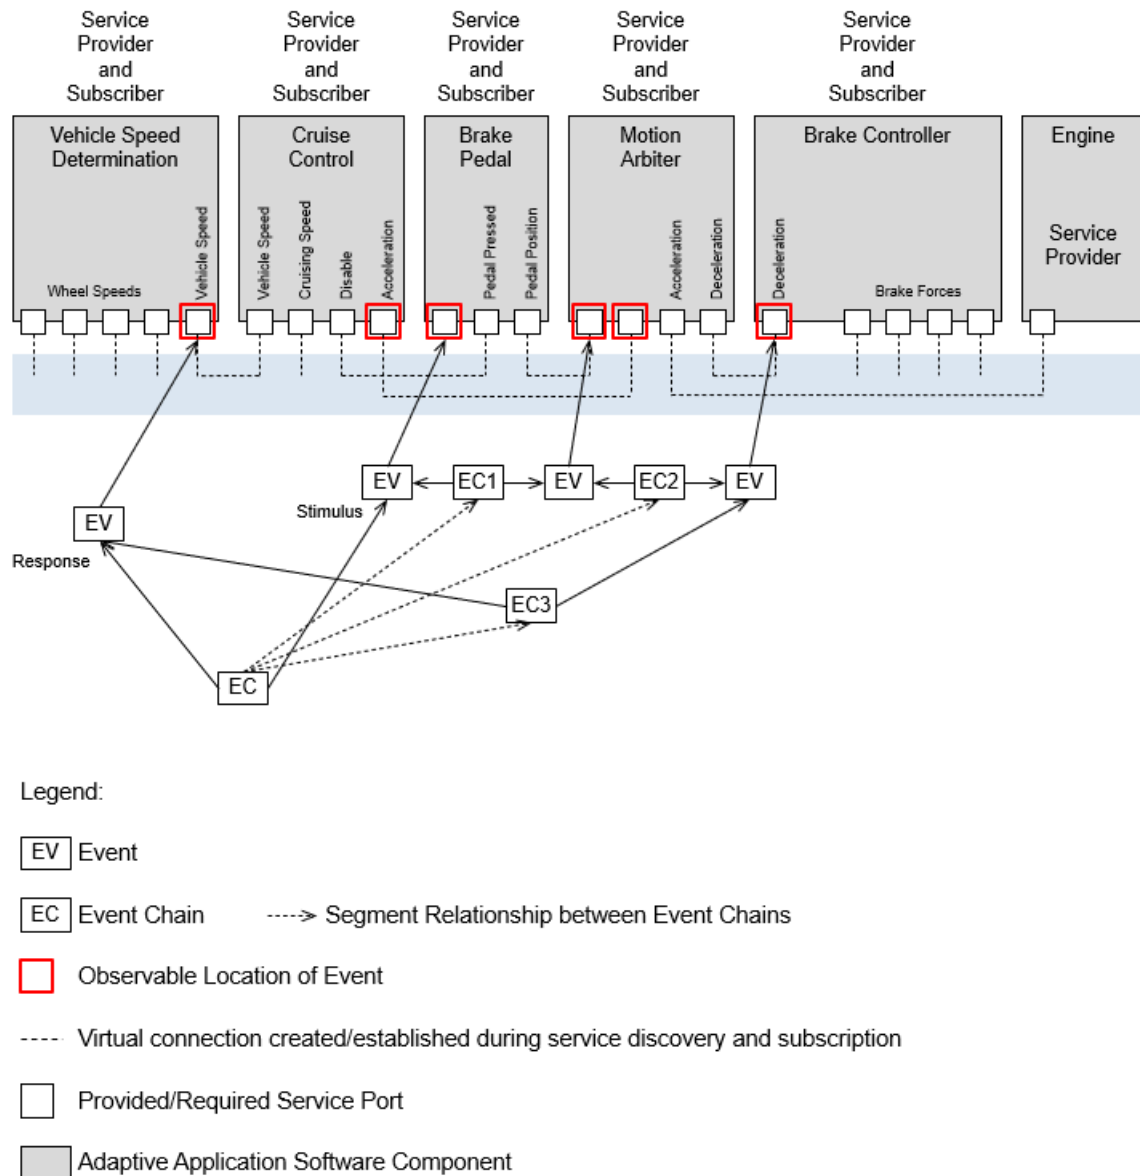 Service
Provider
and
Subscriber
Service
Provider
and
Subscriber
Service
Provider
and
Subscriber
Service
Provider
and
Subscriber
Service
Provider
and
Subscriber
Vehicle Speed
Determination
Wheel Speeds
Vehicle Speed
Cruise
Control
Vehicle Speed
Cruising Speed
Disable
Acceleration
Brake
Pedal
Pedal Pressed
Pedal Position
Motion
Arbiter
Acceleration
Deceleration
Brake Controller
Deceleration
Brake Forces
Engine
Service
Provider
EV
EC1
EV
EC2
EV
Stimulus
EV
Response
EC3
EC
Legend:
EV Event
EC Event Chain
Segment Relationship between Event Chains
Observable Location of Event
Virtual connection created/established during service discovery and subscription
Provided/Required Service Port
Adaptive Application Software Component